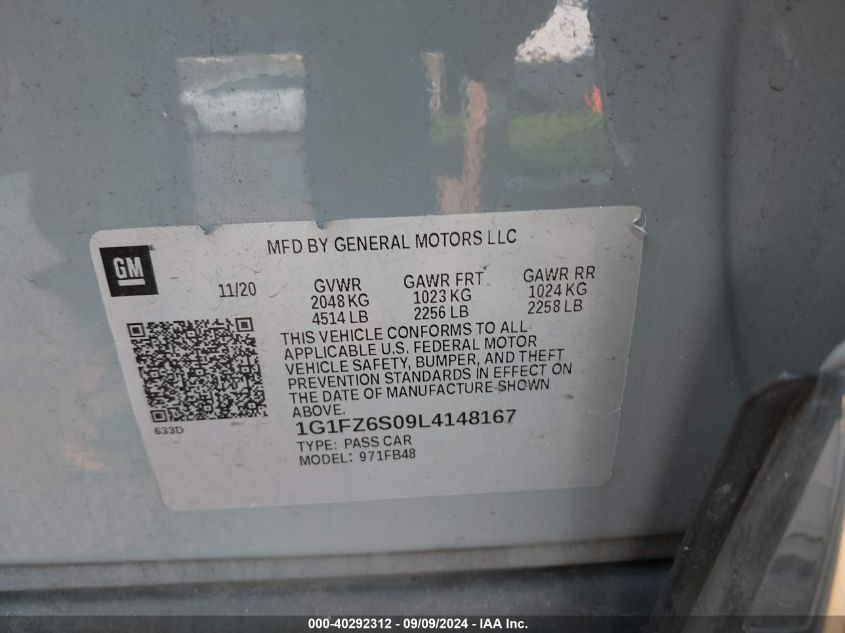 MFD BY GENERAL MOTORS LLC
GM
11/20
GVWR
2048 KG
4514 LB
GAWR FRT
1023 KG
2256 LB
GAWR RR
1024 KG
2258 LB
THIS VEHICLE CONFORMS TO ALL
APPLICABLE U.S. FEDERAL MOTOR
VEHICLE SAFETY, BUMPER, AND THEFT
PREVENTION STANDARDS IN EFFECT ON
THE DATE OF MANUFACTURE SHOWN
ABOVE.
633D
1G1FZ6S09L4148167
TYPE: PASS CAR
MODEL: 971FB48
000-40292312 - 09/09/2024 - IAA Inc.